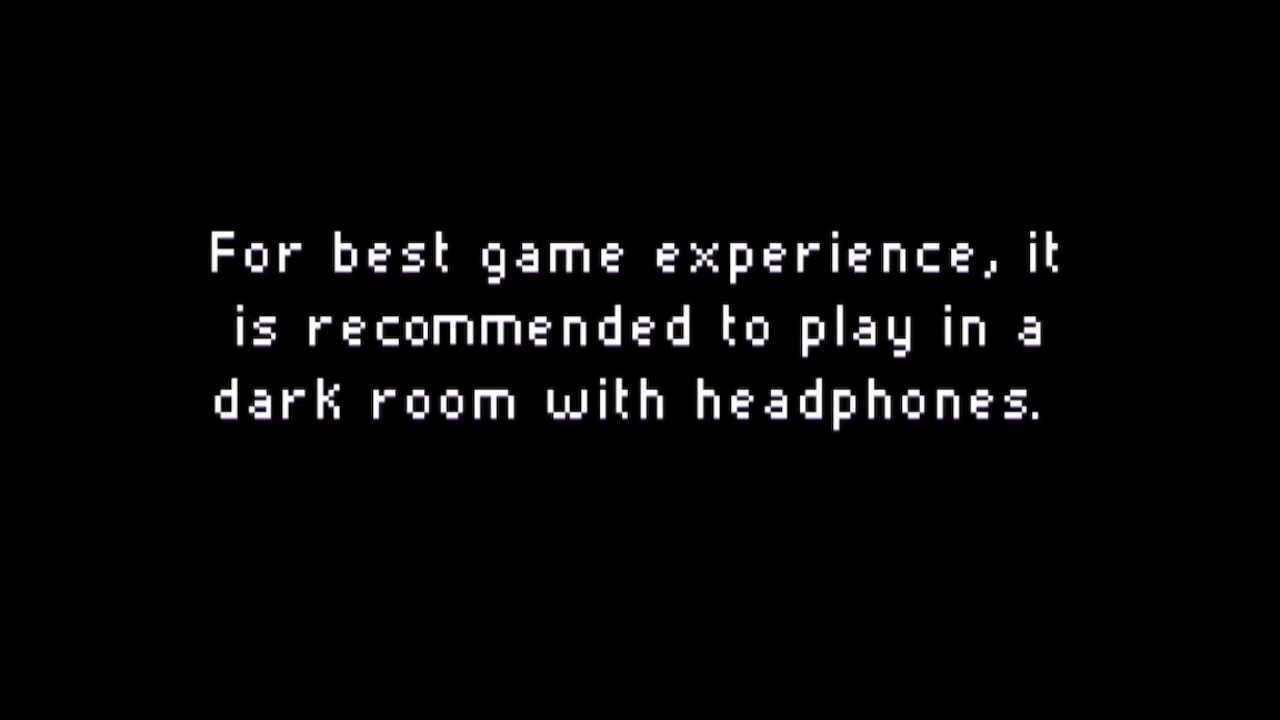 For best game experience, it
is recommended to play in a
dark room with headphones.